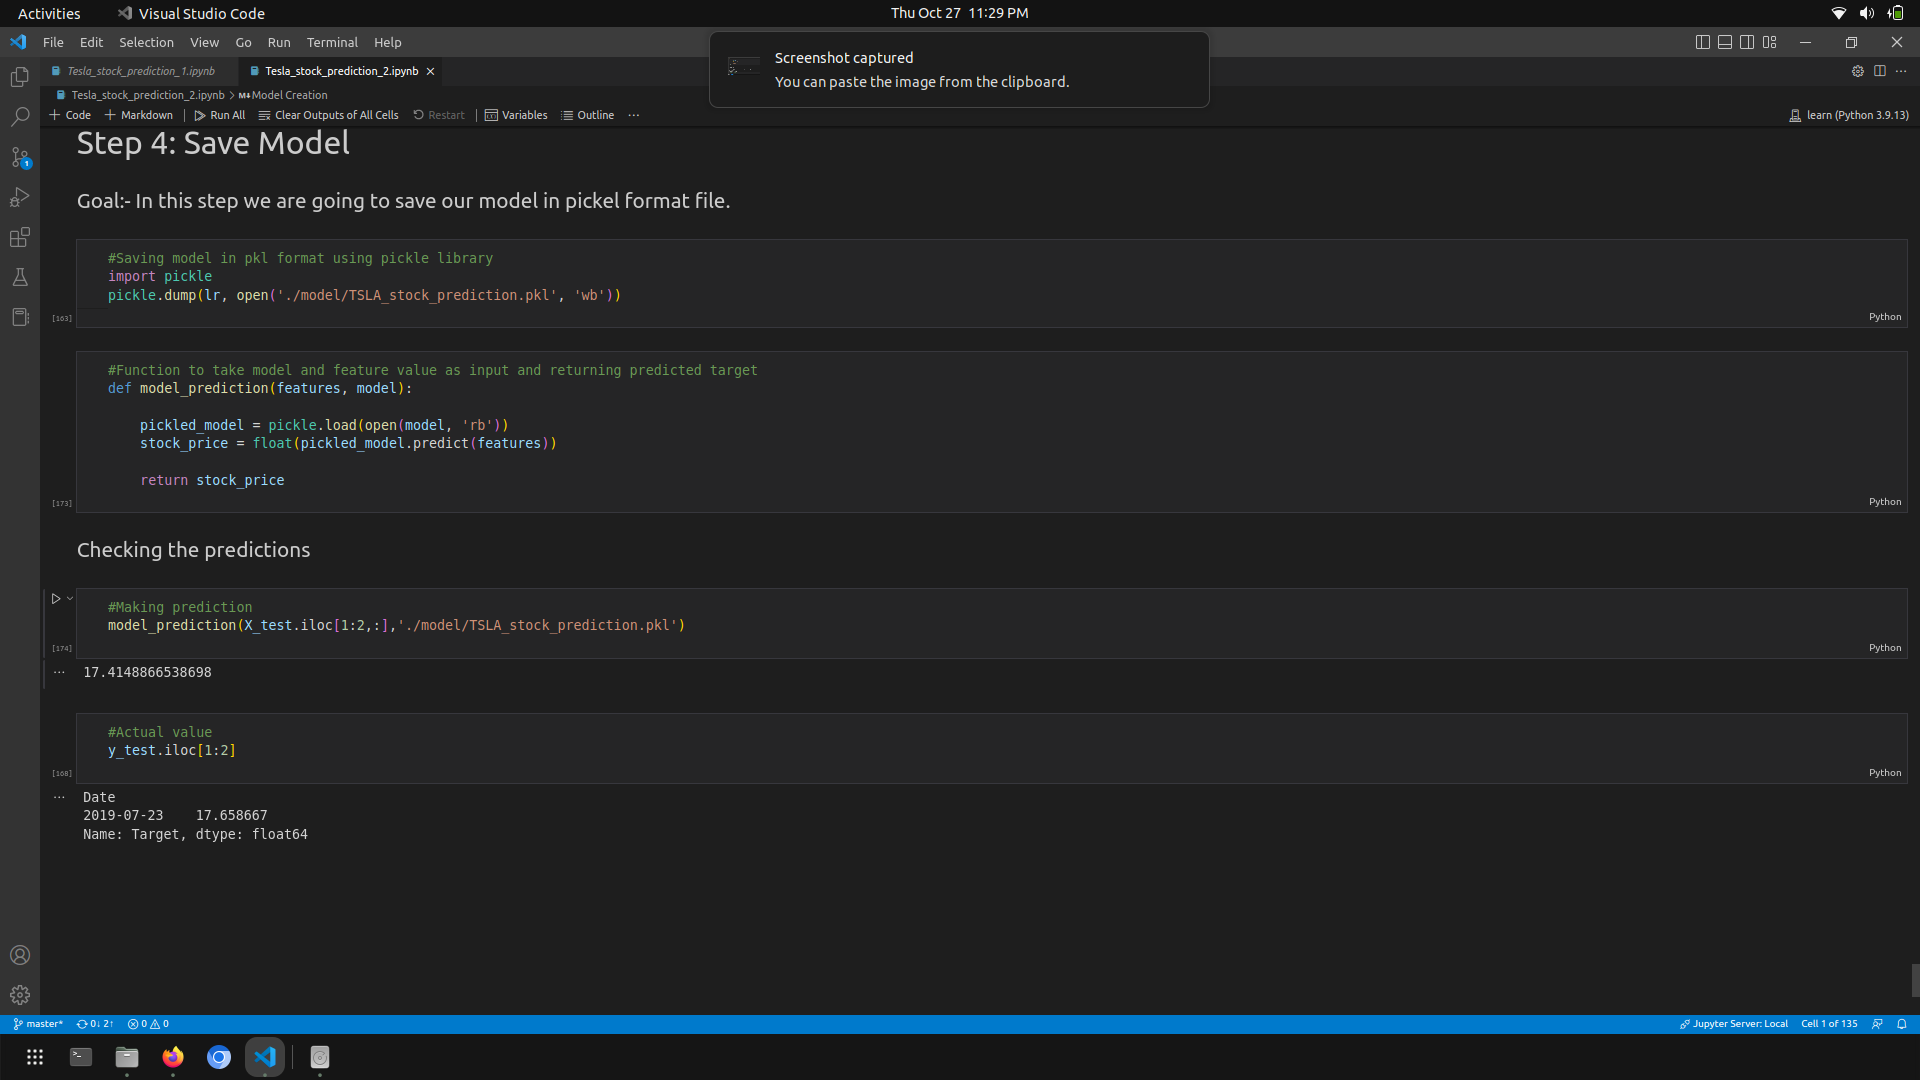 Activities
Visual Studio Code
Thu Oct 27 11:29 PM
File Edit Selection View Go Run Terminal Help
Screenshot captured
You can paste the image from the clipboard.
Tesla_stock_prediction_1.ipynb
Tesla_stock_prediction_2.ipynb
Tesla_stock_prediction_2.ipynb > M↓ Model Creation
+ Code + Markdown | Run All Clear Outputs of All Cells Restart | Variables Outline ...
learn (Python 3.9.13)
Step 4: Save Model
Goal:- In this step we are going to save our model in pickel format file.
#Saving model in pkl format using pickle library
import pickle
pickle.dump(lr, open('./model/TSLA_stock_prediction.pkl', 'wb'))
[163]
Python
#Function to take model and feature value as input and returning predicted target
def model_prediction(features, model):
pickled_model = pickle.load(open(model, 'rb'))
stock_price = float(pickled_model.predict(features))
return stock_price
[173]
Python
Checking the predictions
#Making prediction
model_prediction(X_test.iloc[1:2,:],'./model/TSLA_stock_prediction.pkl')
[174]
Python
17.4148866538698
#Actual value
y_test.iloc[1:2]
[168]
Python
Date
2019-07-23 17.658667
Name: Target, dtype: float64
1
master* 0↓ 2↑ 0 0
Jupyter Server: Local Cell 1 of 135